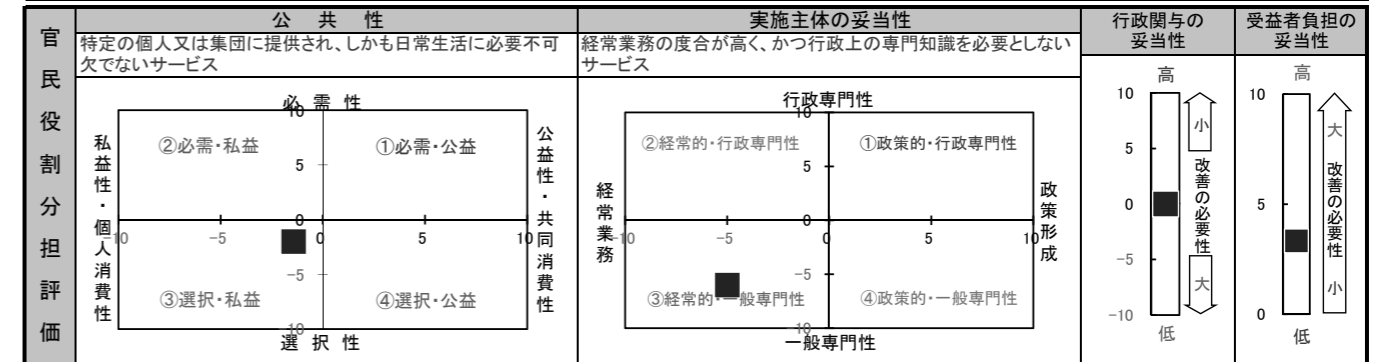 官民役割分担評価
公共性
特定の個人又は集団に提供され、しかも日常生活に必要不可
欠でないサービス
必需性
②必需・私益
①必需・公益
私益性・個人消費性
公益性・共同消費性
10
5
0
-10
-5
0
5
10
-5
③選択・私益
④選択・公益
-10
選択性
実施主体の妥当性
経常業務の度合が高く、かつ行政上の専門知識を必要としない
サービス
行政専門性
10
②経常的・行政専門性
①政策的・行政専門性
5
経常業務
政策形成
0
-10
-5
0
5
10
-5
③経常的・一般専門性
④政策的・一般専門性
-10
一般専門性
行政関与の
妥当性
高
10
5
0
-5
-10
小
改善の必要性
大
低
受益者負担の
妥当性
高
10
5
0
大
改善の必要性
小
低